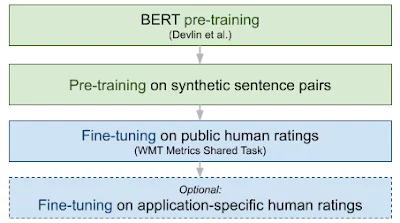 BERT pre-training
(Devlin et al.)
Pre-training on synthetic sentence pairs
Fine-tuning on public human ratings
(WMT Metrics Shared Task)
Optional:
Fine-tuning on application-specific human ratings